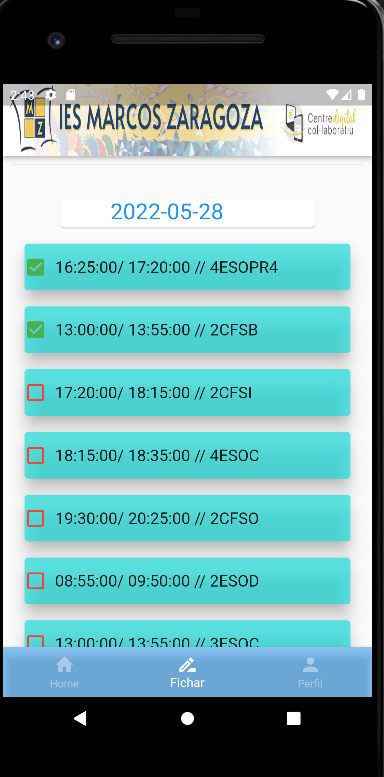 2:43
M
Z
IES MARCOS ZARAGOZA
Centre digital
col·laboratiu
2022-05-28
16:25:00/ 17:20:00 // 4ESOPR4
13:00:00/ 13:55:00 // 2CFSB
17:20:00/ 18:15:00 // 2CFSI
18:15:00/ 18:35:00 // 4ESOC
19:30:00/ 20:25:00 // 2CFSO
08:55:00/ 09:50:00 // 2ESOD
13:00:00/ 13:55:00 // 3ESOC
Home
Fichar
Perfil